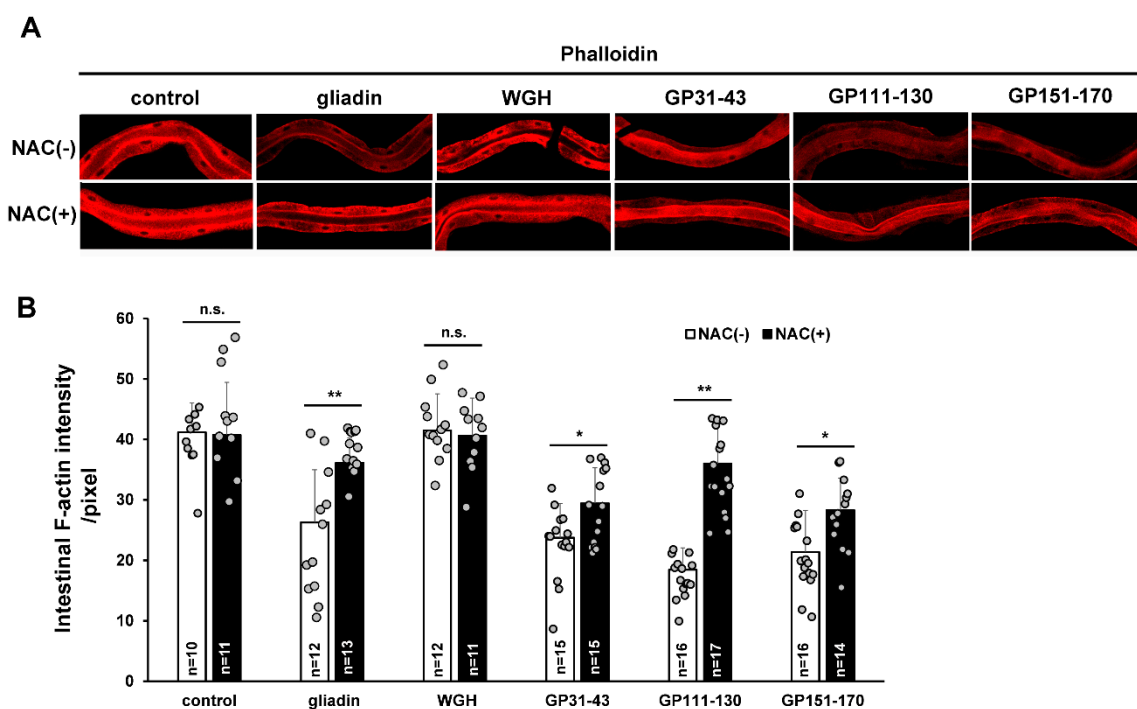 A
Phalloidin
control gliadin WGH GP31-43 GP111-130 GP151-170
NAC(-)
NAC(+)
B
Intestinal F-actin intensity
/pixel
60
50
40
30
20
10
0
n.s. ** n.s. * ** *
NAC(-) NAC(+)
n=10 n=11 n=12 n=13 n=12 n=11 n=15 n=15 n=16 n=17 n=16 n=14
control gliadin WGH GP31-43 GP111-130 GP151-170